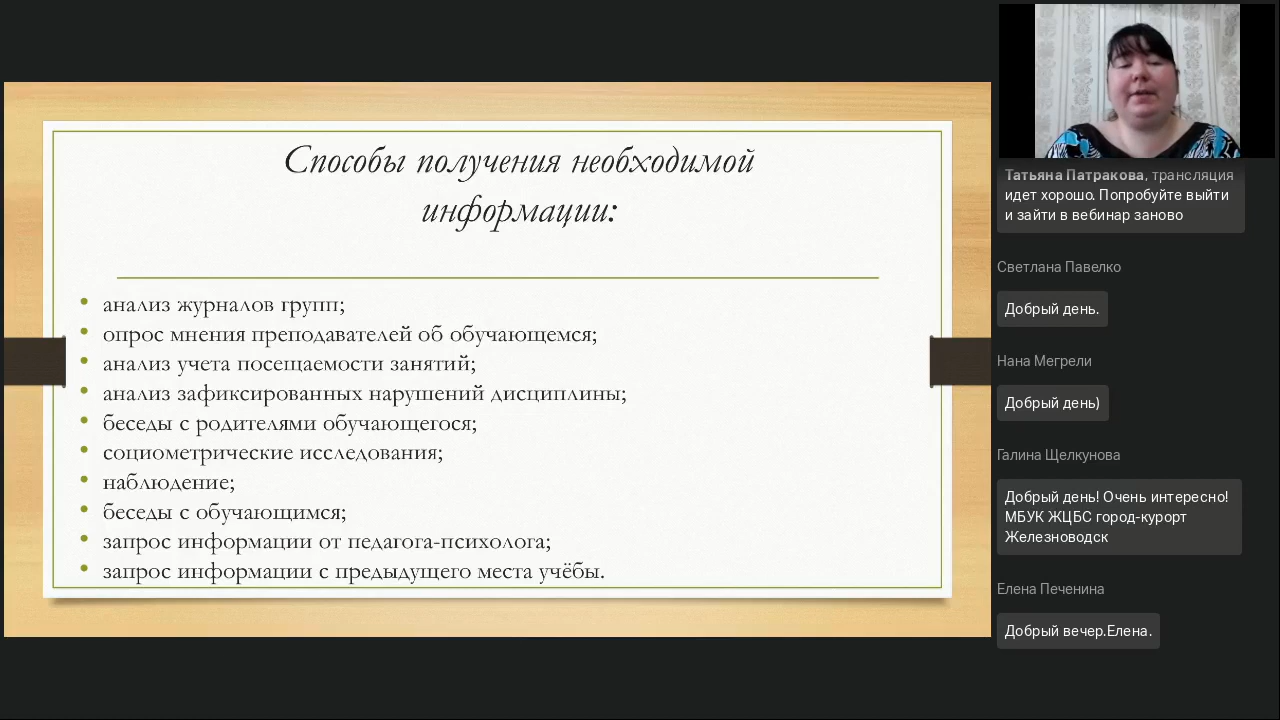 Способы получения необходимой
информации:
анализ журналов групп;
опрос мнения преподавателей об обучающемся;
анализ учета посещаемости занятий;
анализ зафиксированных нарушений дисциплины;
беседы с родителями обучающегося;
социометрические исследования;
наблюдение;
беседы с обучающимся;
запрос информации от педагога-психолога;
запрос информации с предыдущего места учёбы.
Татьяна Патракова, трансляция
идет хорошо. Попробуйте выйти
и зайти в вебинар заново
Светлана Павелко
Добрый день.
Нана Мегрели
Добрый день)
Галина Щелкунова
Добрый день! Очень интересно!
МБУК ЖЦБС город-курорт
Железноводск
Елена Печенина
Добрый вечер.Елена.